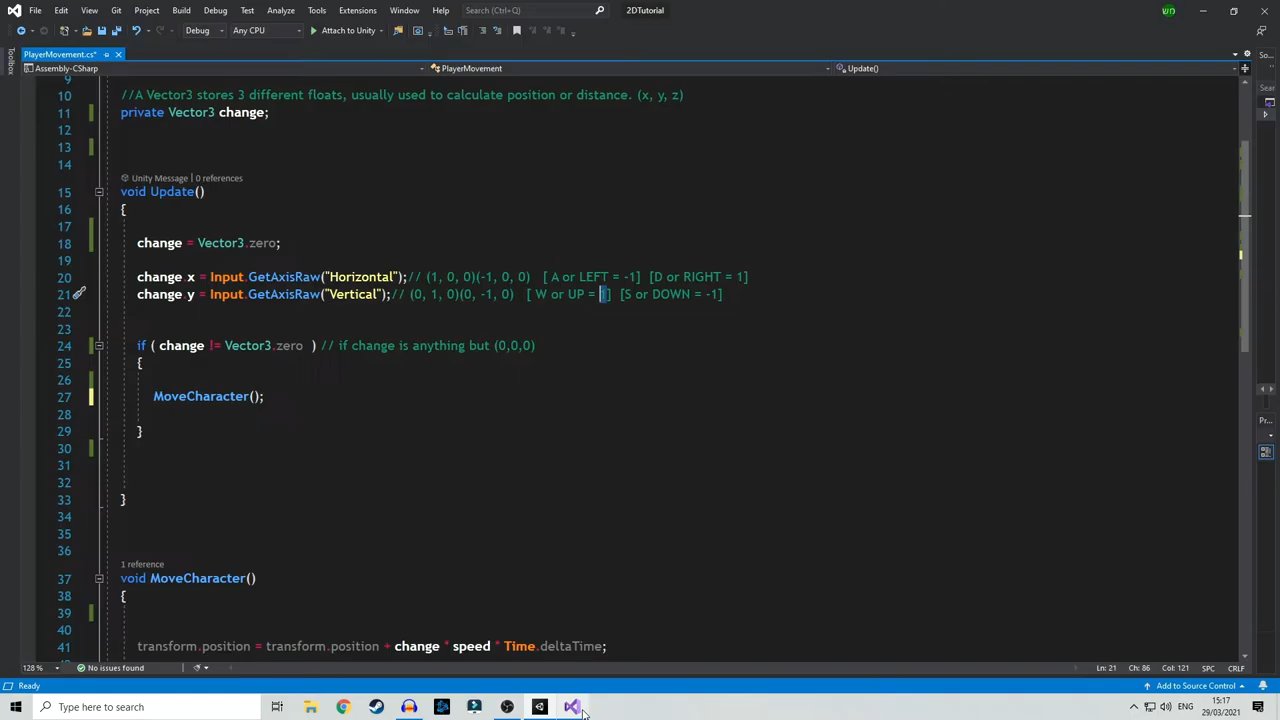 File Edit View Git Project Build Debug Test Analyze Tools Extensions Window Help Search (Ctrl+Q) 2DTutorial
Debug Any CPU Attach to Unity
PlayerMovement.cs*
Assembly-CSharp PlayerMovement Update()
Toolbox
9
10 //A Vector3 stores 3 different floats, usually used to calculate position or distance. (x, y, z)
11 private Vector3 change;
12
13
14
Unity Message | 0 references
15 void Update()
16 {
17
18 change = Vector3.zero;
19
20 change.x = Input.GetAxisRaw("Horizontal");// (1, 0, 0)(-1, 0, 0) [ A or LEFT = -1] [D or RIGHT = 1]
21 change.y = Input.GetAxisRaw("Vertical");// (0, 1, 0)(0, -1, 0) [ W or UP = 1] [S or DOWN = -1]
22
23
24 if ( change != Vector3.zero ) // if change is anything but (0,0,0)
25 {
26
27 MoveCharacter();
28
29 }
30
31
32
33 }
34
35
36
1 reference
37 void MoveCharacter()
38 {
39
40
41 transform.position = transform.position + change * speed * Time.deltaTime;
So...
Sear
Pr...
128 % No issues found Ln: 21 Ch: 86 Col: 121 SPC CRLF
Ready Add to Source Control
Type here to search ENG 15:17 29/03/2021